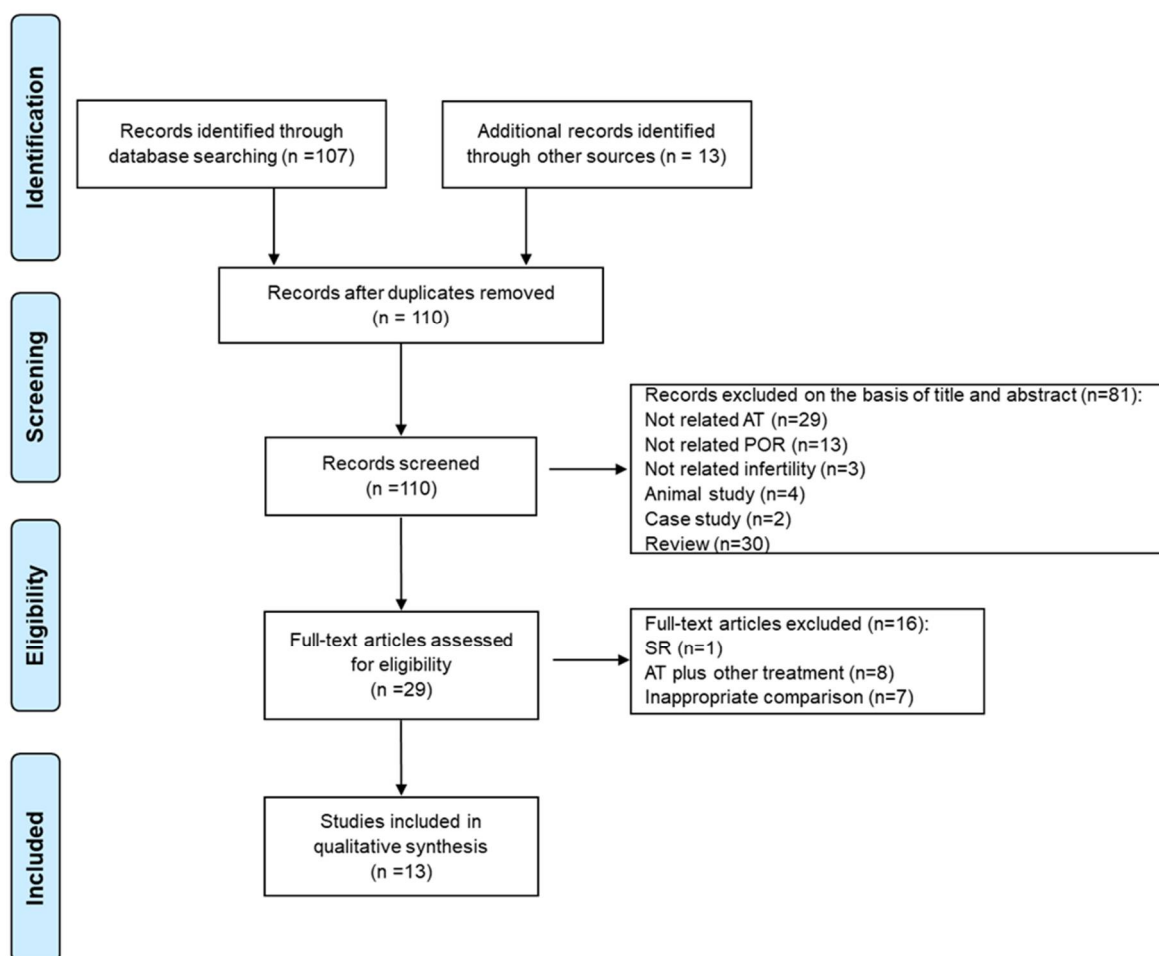 Identification
Records identified through
database searching (n =107)
Additional records identified
through other sources (n = 13)
Records after duplicates removed
(n = 110)
Screening
Records screened
(n =110)
Records excluded on the basis of title and abstract (n=81):
Not related AT (n=29)
Not related POR (n=13)
Not related infertility (n=3)
Animal study (n=4)
Case study (n=2)
Review (n=30)
Eligibility
Full-text articles assessed
for eligibility
(n =29)
Full-text articles excluded (n=16):
SR (n=1)
AT plus other treatment (n=8)
Inappropriate comparison (n=7)
Included
Studies included in
qualitative synthesis
(n =13)